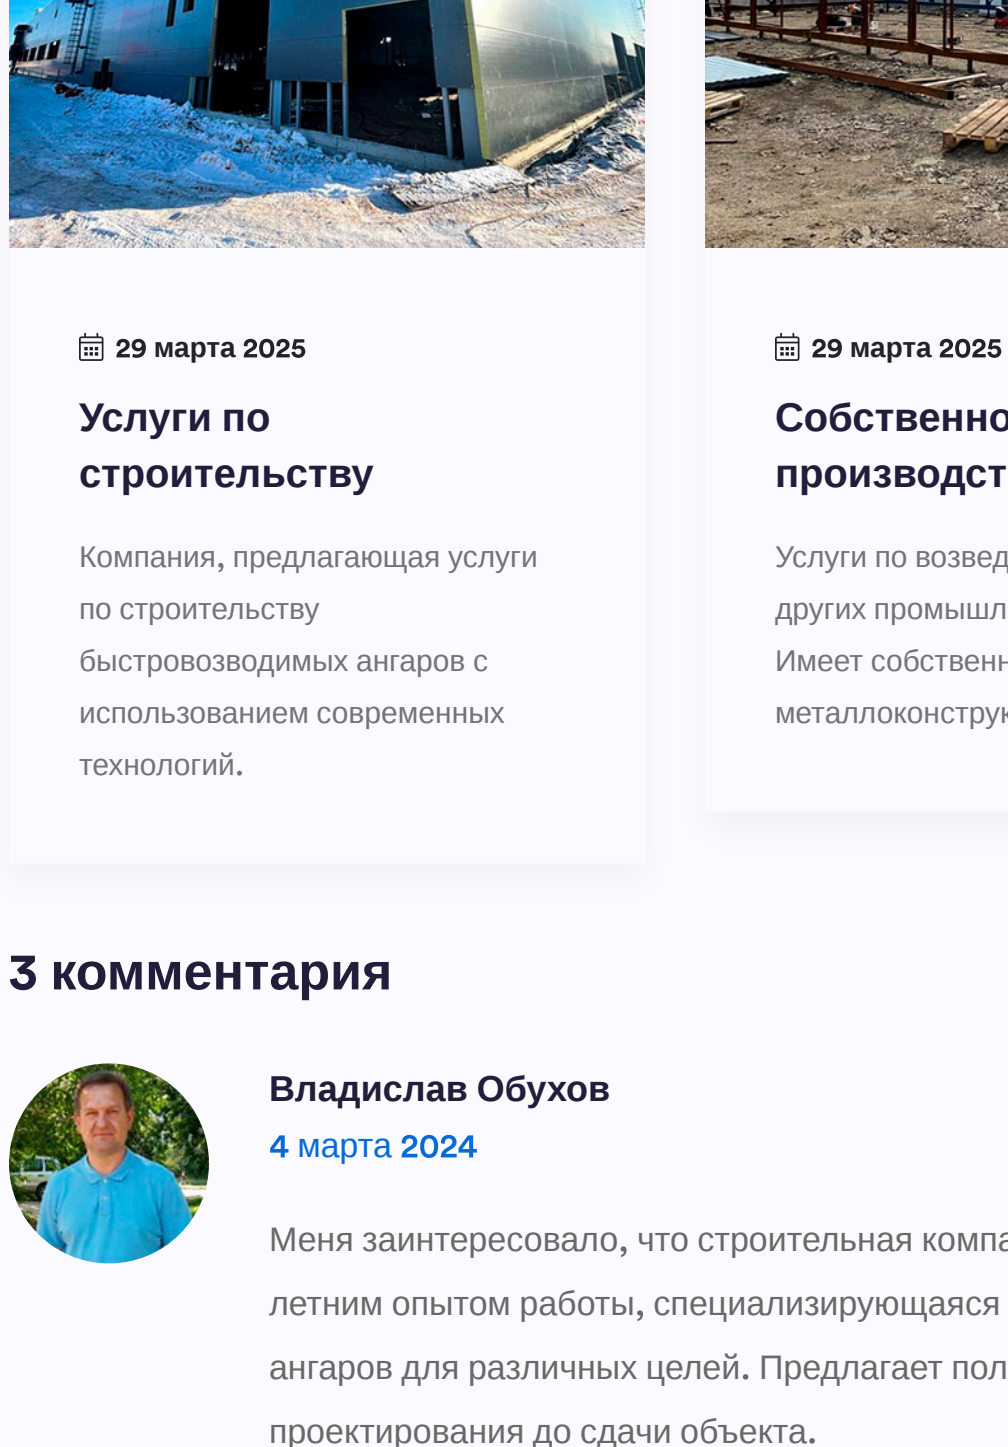 29 марта 2025
Услуги по
строительству
Компания, предлагающая услуги
по строительству
быстровозводимых ангаров с
использованием современных
технологий.
29 марта 2025
Собственно
производст
Услуги по возвед
других промышл
Имеет собственн
металлоконструк
3 комментария
Владислав Обухов
4 марта 2024
Меня заинтересовало, что строительная компа
летним опытом работы, специализирующаяся
ангаров для различных целей. Предлагает пол
проектирования до сдачи объекта.